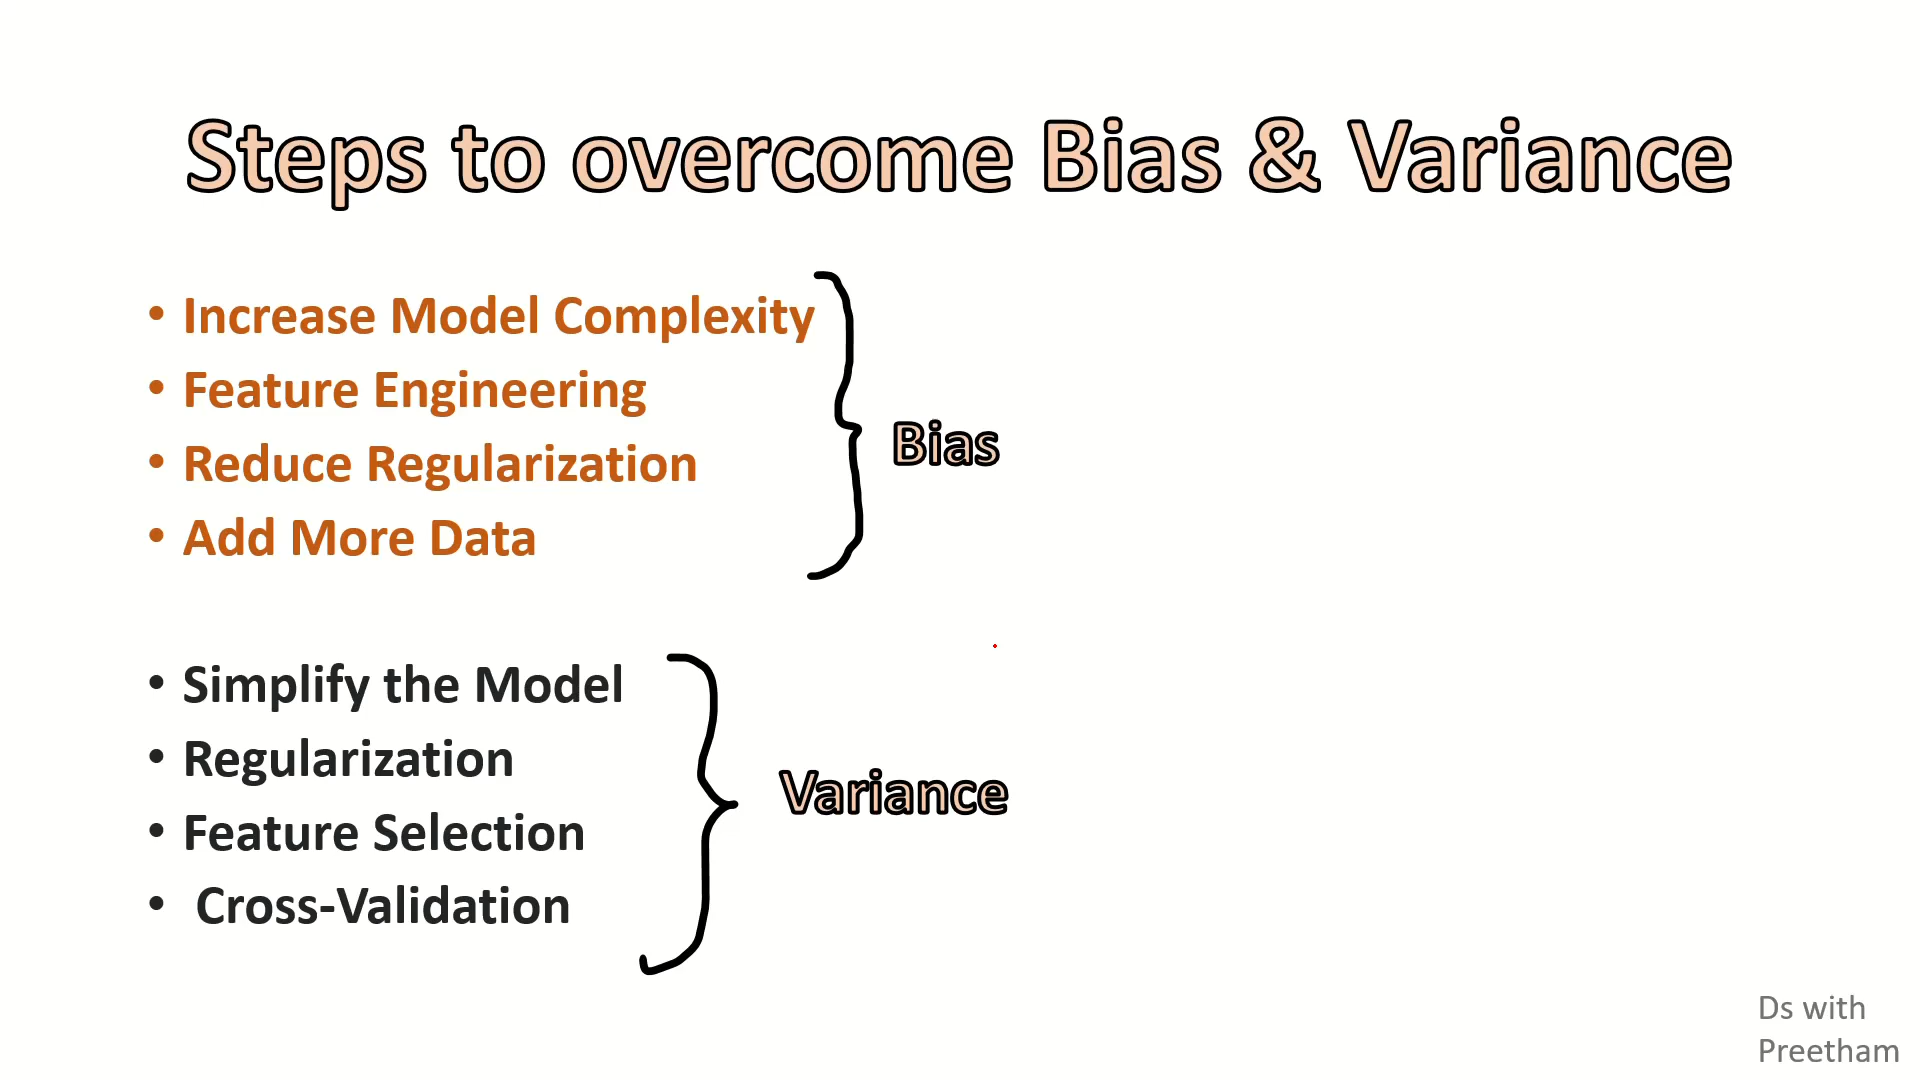 Steps to overcome Bias & Variance
• Increase Model Complexity
• Feature Engineering
• Reduce Regularization
• Add More Data
Bias
• Simplify the Model
• Regularization
• Feature Selection
• Cross-Validation
Variance
Ds with
Preetham